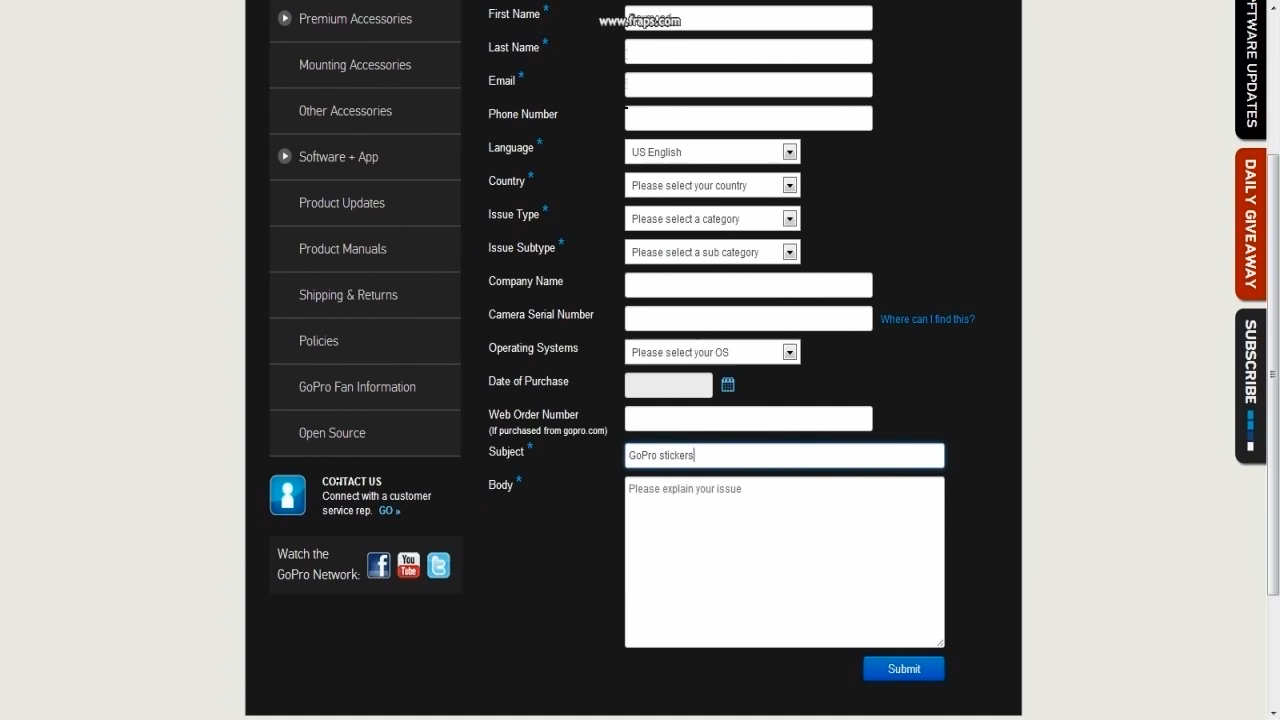 www.fraps.com
Premium Accessories
Mounting Accessories
Other Accessories
Software + App
Product Updates
Product Manuals
Shipping & Returns
Policies
GoPro Fan Information
Open Source
CONTACT US
Connect with a customer
service rep. GO »
Watch the
GoPro Network:
You
Tube
First Name *
Last Name *
Email *
Phone Number
Language *
US English
Country *
Please select your country
Issue Type *
Please select a category
Issue Subtype *
Please select a sub category
Company Name
Camera Serial Number
Where can I find this?
Operating Systems
Please select your OS
Date of Purchase
Web Order Number
(If purchased from gopro.com)
Subject *
GoPro stickers
Body *
Please explain your issue
Submit
UPDATES
DAILY GIVE AWAY
SUBSCRIBE